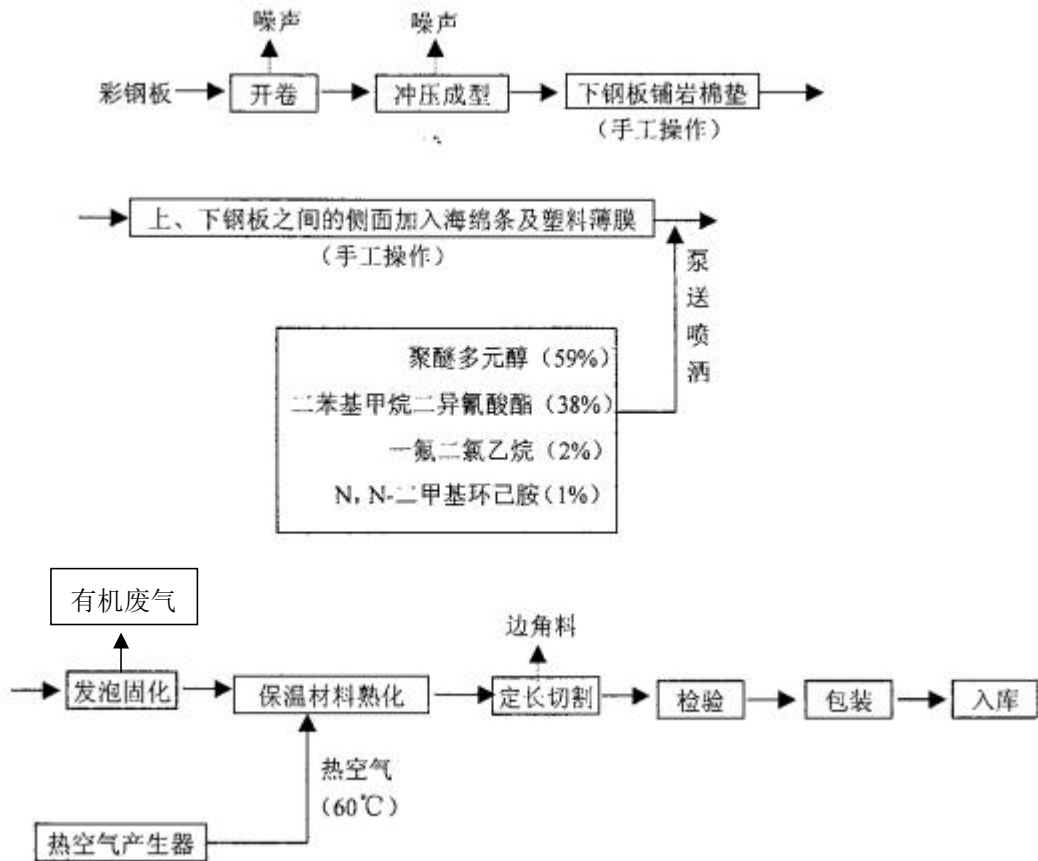 噪声 噪声
彩钢板 开卷 冲压成型 下钢板铺岩棉垫
（手工操作）
上、下钢板之间的侧面加入海绵条及塑料薄膜
（手工操作）
泵送喷洒
聚醚多元醇（59%）
二苯基甲烷二异氰酸酯（38%）
一氟二氯乙烷（2%）
N，N-二甲基环己胺（1%）
有机废气
边角料
发泡固化 保温材料熟化 定长切割 检验 包装 入库
热空气
（60℃）
热空气产生器